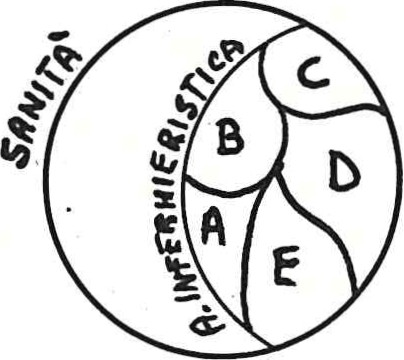 SANITÀ
A. INFERMIERISTICA
C
B
D
A
E